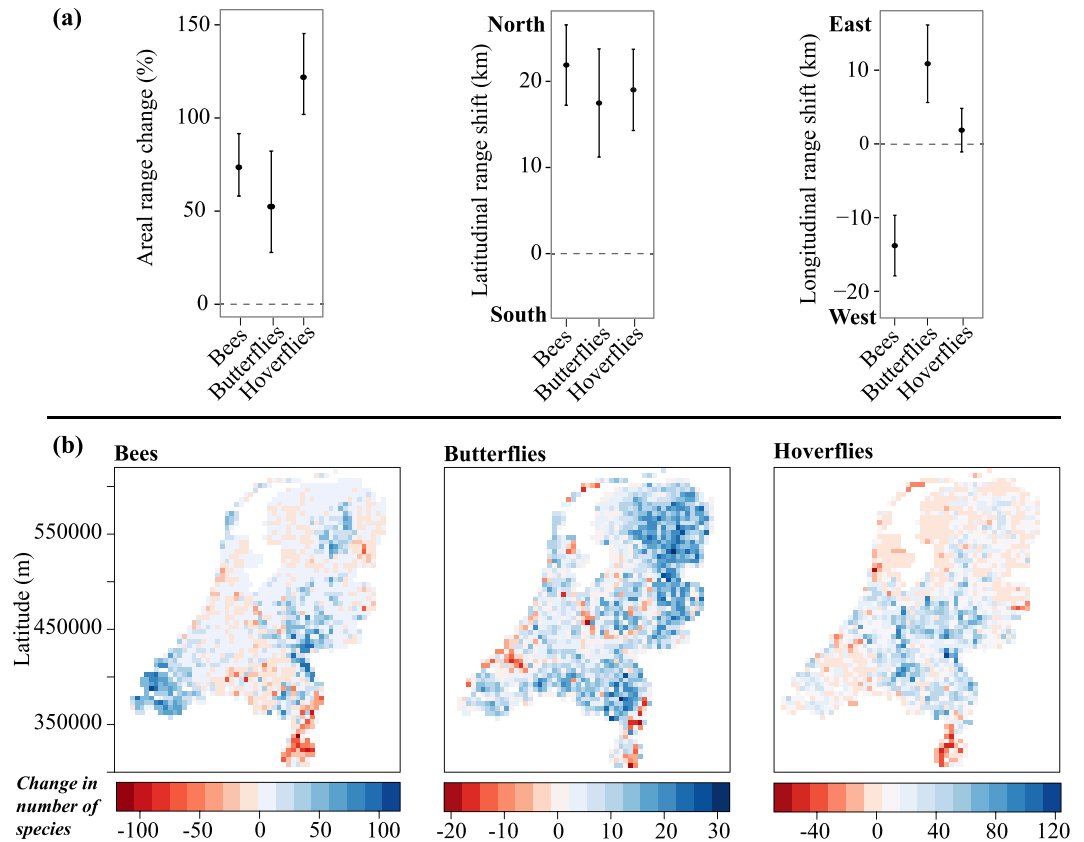 (a)
Areal range change (%)
150
100
50
0
Bees
Butterflies
Hoverflies
North
Latitudinal range shift (km)
20
10
0
South
Bees
Butterflies
Hoverflies
East
Longitudinal range shift (km)
10
0
−10
−20
West
Bees
Butterflies
Hoverflies
(b)
Bees
Butterflies
Hoverflies
Latitude (m)
550000
450000
350000
Change in
number of
species
-100 -50 0 50 100
-20 -10 0 10 20 30
-40 0 40 80 120